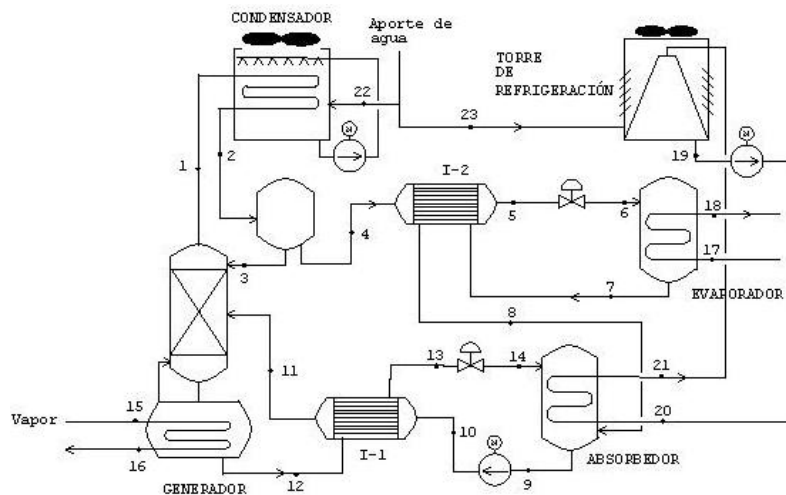 CONDENSADOR
Aporte de
agua
TORRE
DE
REFRIGERACIÓN
22
23
19
1
2
I-2
5
6
18
17
4
3
7
EVAPORADOR
8
13
14
21
11
20
Vapor
15
10
16
I-1
9
ABSORBEDOR
12
GENERADOR